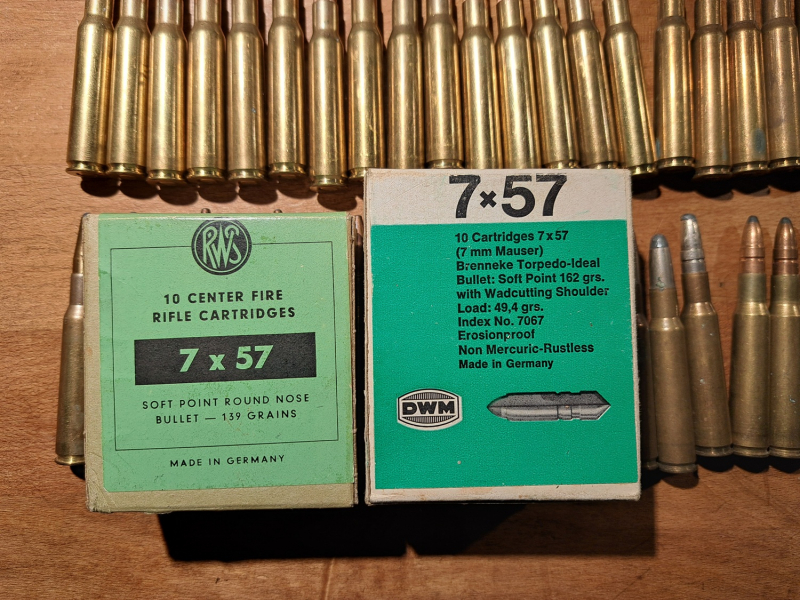 RWS
10 CENTER FIRE
RIFLE CARTRIDGES
7 x 57
SOFT POINT ROUND NOSE
BULLET — 139 GRAINS
MADE IN GERMANY
7×57
10 Cartridges 7x57
(7 mm Mauser)
Brenneke Torpedo-Ideal
Bullet: Soft Point 162 grs.
with Wadcutting Shoulder
Load: 49,4 grs.
Index No. 7067
Erosionproof
Non Mercuric-Rustless
Made in Germany
DWM